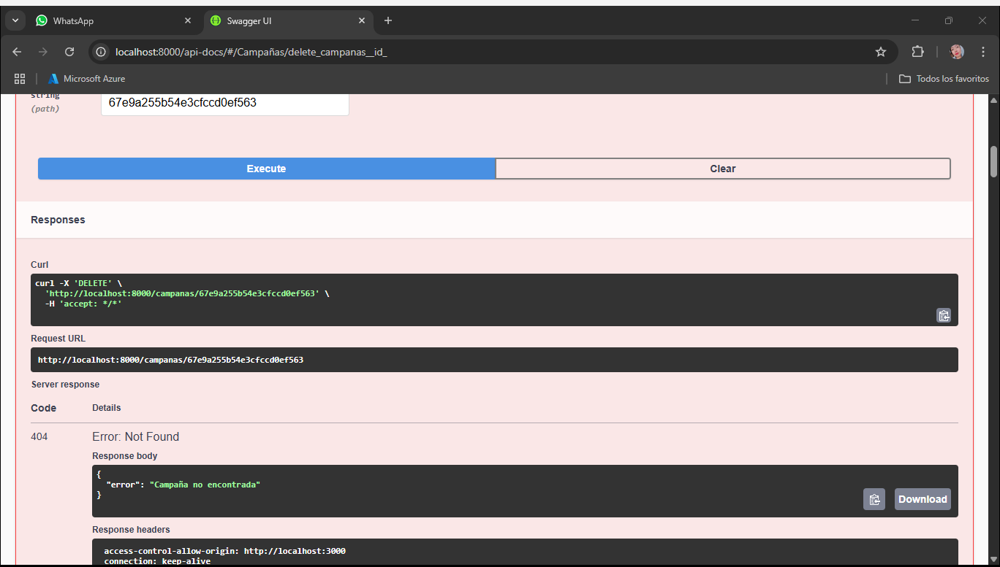 WhatsApp
Swagger UI
localhost:8000/api-docs/#/Campañas/delete_campanas__id_
Microsoft Azure
Todos los favoritos
string
(path)
67e9a255b54e3cfccd0ef563
Execute
Clear
Responses
Curl
curl -X 'DELETE' \
'http://localhost:8000/campanas/67e9a255b54e3cfccd0ef563' \
-H 'accept: */*'
Request URL
http://localhost:8000/campanas/67e9a255b54e3cfccd0ef563
Server response
Code Details
404 Error: Not Found
Response body
{
"error": "Campaña no encontrada"
}
Download
Response headers
access-control-allow-origin: http://localhost:3000
connection: keep-alive